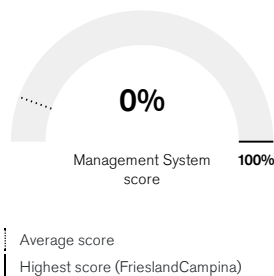 0%
Management System
score
100%
Average score
Highest score (FrieslandCampina)